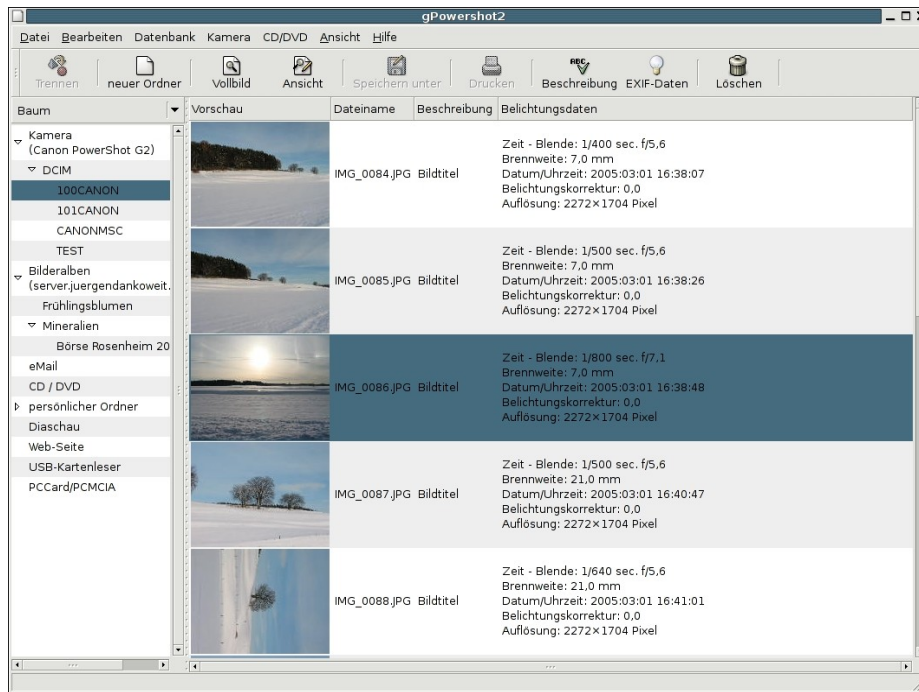 gPowershot2
Datei Bearbeiten Datenbank Kamera CD/DVD Ansicht Hilfe
Trennen neuer Ordner Vollbild Ansicht Speichern unter Drucken ABC Beschreibung EXIF-Daten Löschen
Baum Vorschau Dateiname Beschreibung Belichtungsdaten
Kamera
(Canon PowerShot G2)
DCIM
100CANON
101CANON
CANONMSC
TEST
Bilderalben
(server.juergendankoweit.
Frühlingsblumen
Mineralien
Börse Rosenheim 20
eMail
CD / DVD
persönlicher Ordner
Diaschau
Web-Seite
USB-Kartenleser
PCCard/PCMCIA
IMG_0084.JPG Bildtitel
Zeit - Blende: 1/400 sec. f/5,6
Brennweite: 7,0 mm
Datum/Uhrzeit: 2005:03:01 16:38:07
Belichtungskorrektur: 0,0
Auflösung: 2272×1704 Pixel
IMG_0085.JPG Bildtitel
Zeit - Blende: 1/500 sec. f/5,6
Brennweite: 7,0 mm
Datum/Uhrzeit: 2005:03:01 16:38:26
Belichtungskorrektur: 0,0
Auflösung: 2272×1704 Pixel
IMG_0086.JPG Bildtitel
Zeit - Blende: 1/800 sec. f/7,1
Brennweite: 7,0 mm
Datum/Uhrzeit: 2005:03:01 16:38:48
Belichtungskorrektur: 0,0
Auflösung: 2272×1704 Pixel
IMG_0087.JPG Bildtitel
Zeit - Blende: 1/500 sec. f/5,6
Brennweite: 21,0 mm
Datum/Uhrzeit: 2005:03:01 16:40:47
Belichtungskorrektur: 0,0
Auflösung: 2272×1704 Pixel
IMG_0088.JPG Bildtitel
Zeit - Blende: 1/640 sec. f/5,6
Brennweite: 21,0 mm
Datum/Uhrzeit: 2005:03:01 16:41:01
Belichtungskorrektur: 0,0
Auflösung: 2272×1704 Pixel